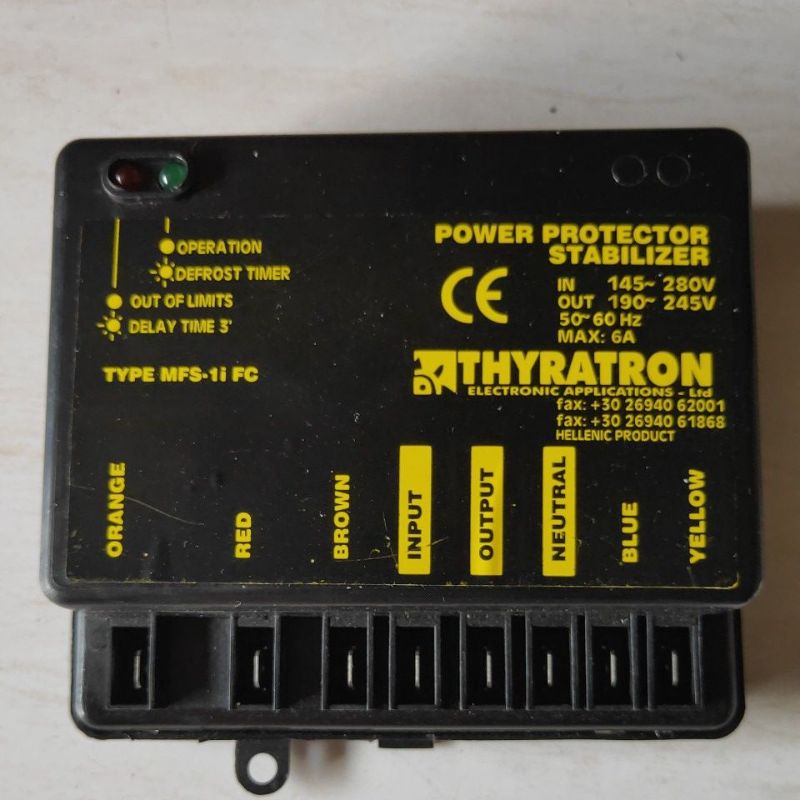 OPERATION
DEFROST TIMER
OUT OF LIMITS
DELAY TIME 3'
TYPE MFS-1i FC
POWER PROTECTOR
STABILIZER
CE
IN 145~ 280V
OUT 190~ 245V
50~60 Hz
MAX: 6A
THYRATRON
ELECTRONIC APPLICATIONS - Ltd
fax: +30 26940 62001
fax: +30 26940 61868
HELLENIC PRODUCT
ORANGE
RED
BROWN
INPUT
OUTPUT
NEUTRAL
BLUE
YELLOW